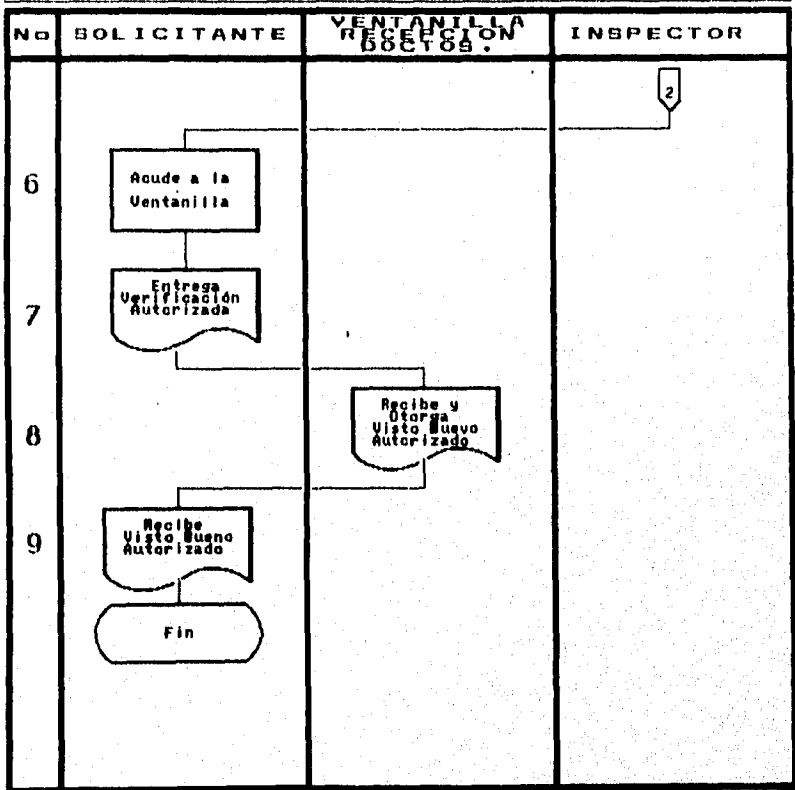 No
SOLICITANTE
VENTANILLA
RECEPCION
DOCTOS.
INSPECTOR
2
6
Acude a la
Ventanilla
7
Entrega
Verificación
Autorizada
8
Recibe y
Otorga
Visto Buevo
Autorizado
9
Recibe
Visto Bueno
Autorizado
Fin